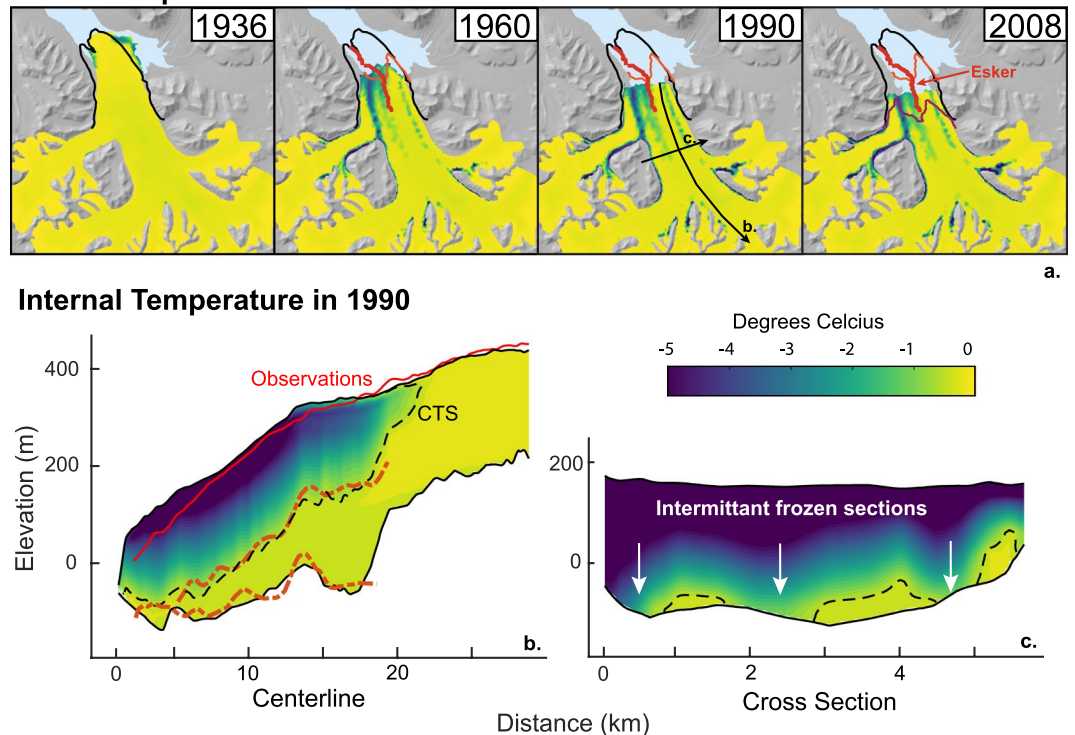 1936
1960
1990
2008
Esker
c.
b.
a.
Internal Temperature in 1990
Degrees Celcius
-5 -4 -3 -2 -1 0
Observations
CTS
400
200
0
Elevation (m)
b.
0 10 20
Centerline
200
0
Intermittant frozen sections
c.
0 2 4
Cross Section
Distance (km)